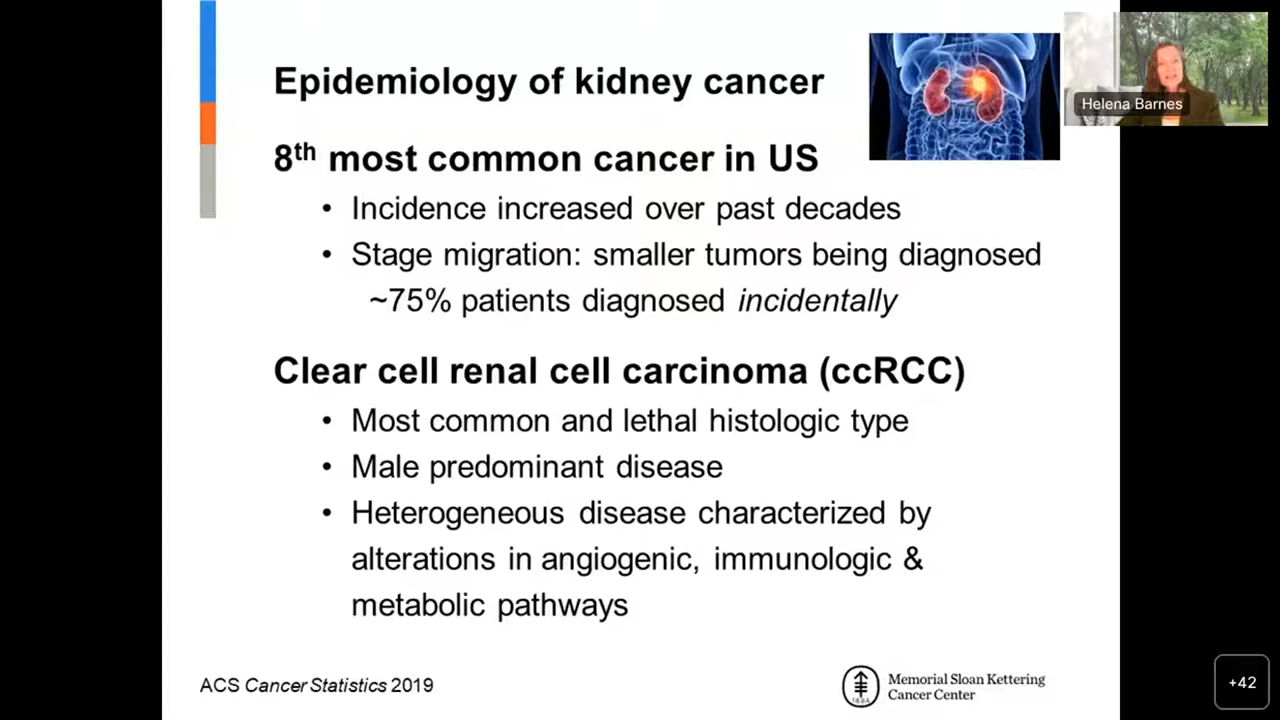 Epidemiology of kidney cancer
Helena Barnes
8th most common cancer in US
• Incidence increased over past decades
• Stage migration: smaller tumors being diagnosed
~75% patients diagnosed incidentally
Clear cell renal cell carcinoma (ccRCC)
• Most common and lethal histologic type
• Male predominant disease
• Heterogeneous disease characterized by
alterations in angiogenic, immunologic &
metabolic pathways
ACS Cancer Statistics 2019
1884
Memorial Sloan Kettering
Cancer Center
+42